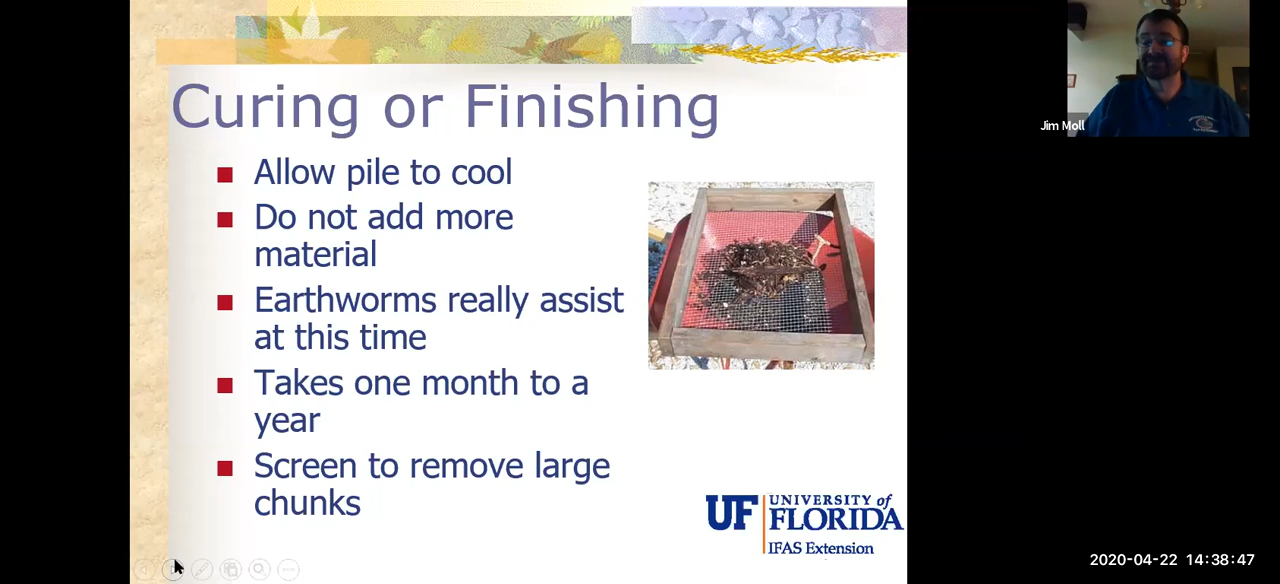 Curing or Finishing
Allow pile to cool
Do not add more
material
Earthworms really assist
at this time
Takes one month to a
year
Screen to remove large
chunks
UF UNIVERSITY of
FLORIDA
IFAS Extension
Jim Moll
2020-04-22 14:38:47